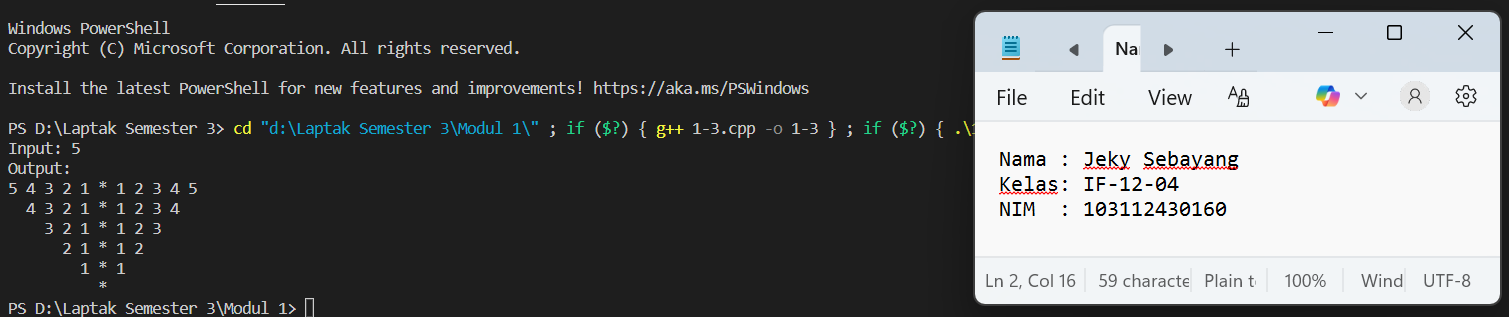 Windows PowerShell
Copyright (C) Microsoft Corporation. All rights reserved.
Install the latest PowerShell for new features and improvements! https://aka.ms/PSWindows
PS D:\Laptak Semester 3> cd "d:\Laptak Semester 3\Modul 1\" ; if ($?) { g++ 1-3.cpp -o 1-3 } ; if ($?) { .\
Input: 5
Output:
5 4 3 2 1 * 1 2 3 4 5
  4 3 2 1 * 1 2 3 4
    3 2 1 * 1 2 3
      2 1 * 1 2
        1 * 1
          *
PS D:\Laptak Semester 3\Modul 1>
Na
File Edit View
Nama : Jeky Sebayang
Kelas: IF-12-04
NIM  : 103112430160
Ln 2, Col 16 59 characte Plain t 100% Wind UTF-8